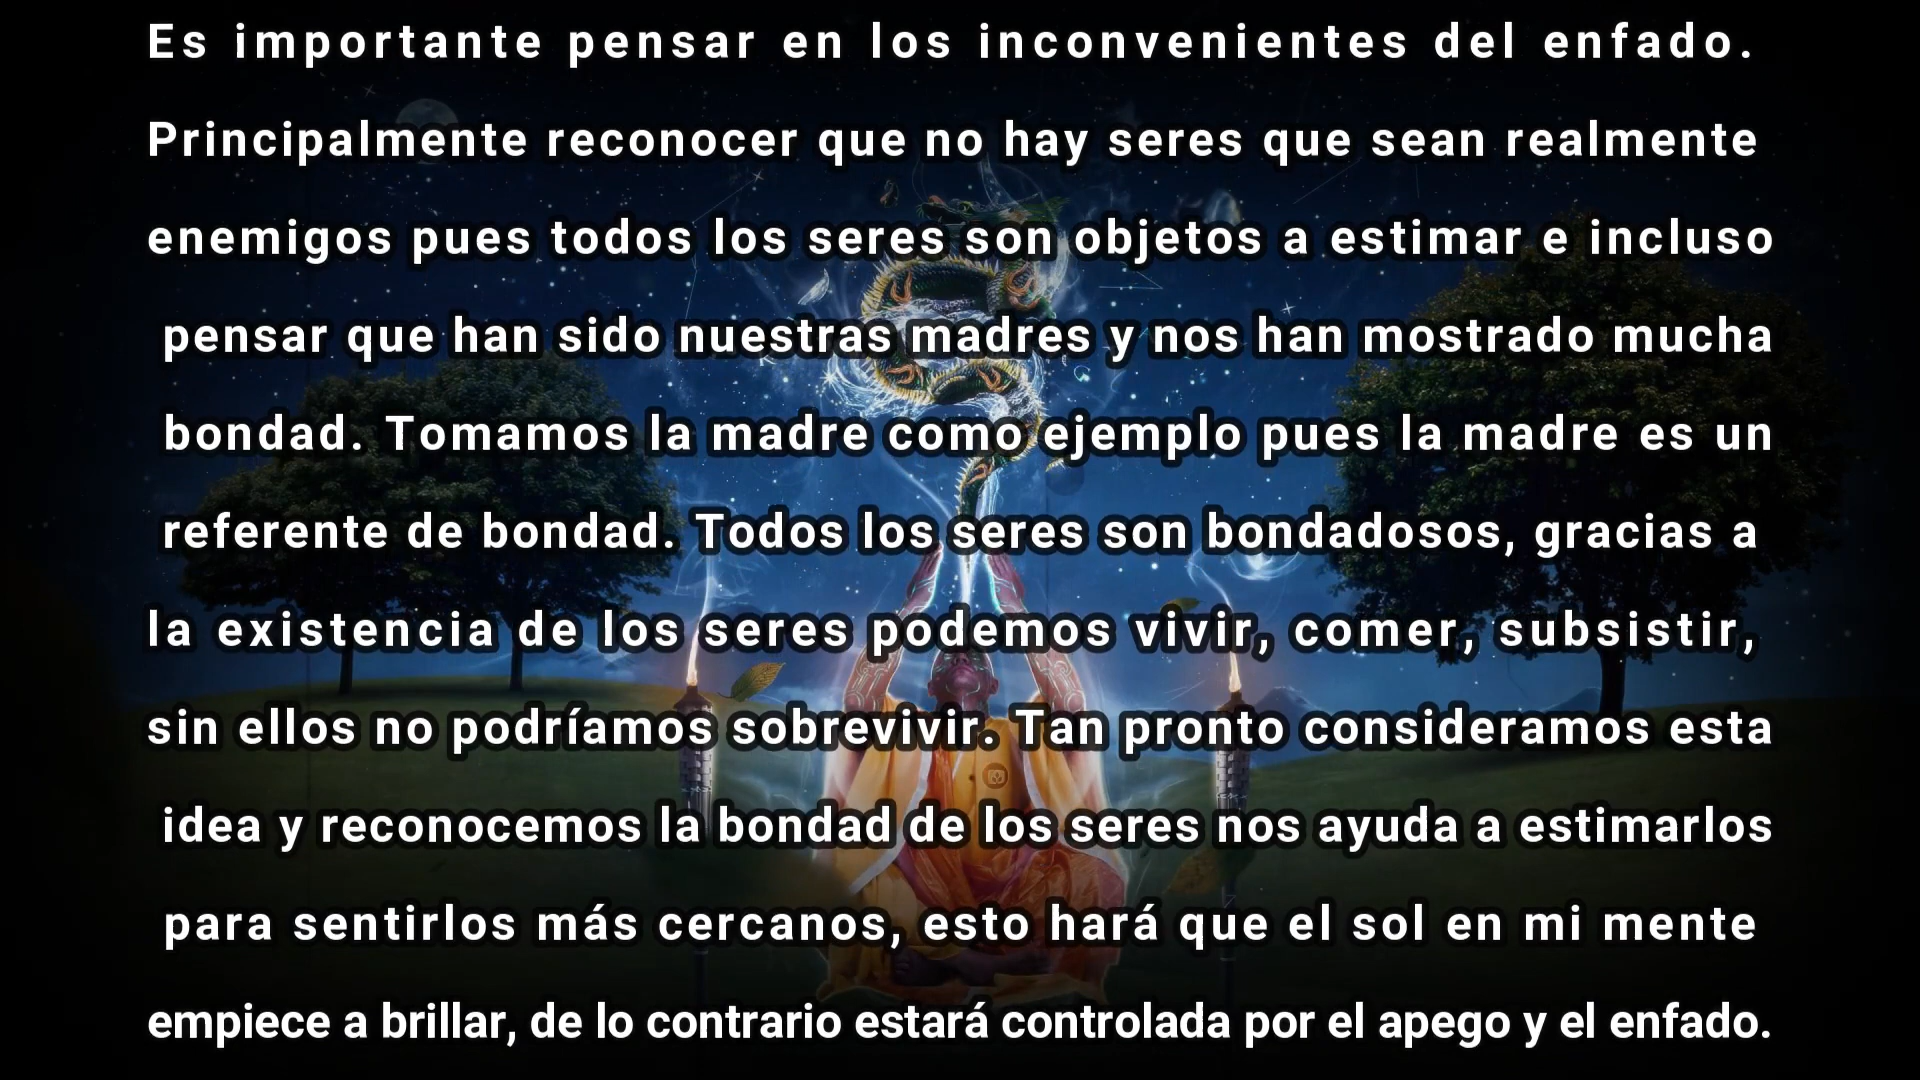 Es importante pensar en los inconvenientes del enfado.
Principalmente reconocer que no hay seres que sean realmente
enemigos pues todos los seres son objetos a estimar e incluso
pensar que han sido nuestras madres y nos han mostrado mucha
bondad. Tomamos la madre como ejemplo pues la madre es un
referente de bondad. Todos los seres son bondadosos, gracias a
la existencia de los seres podemos vivir, comer, subsistir,
sin ellos no podríamos sobrevivir. Tan pronto consideramos esta
idea y reconocemos la bondad de los seres nos ayuda a estimarlos
para sentirlos más cercanos, esto hará que el sol en mi mente
empiece a brillar, de lo contrario estará controlada por el apego y el enfado.